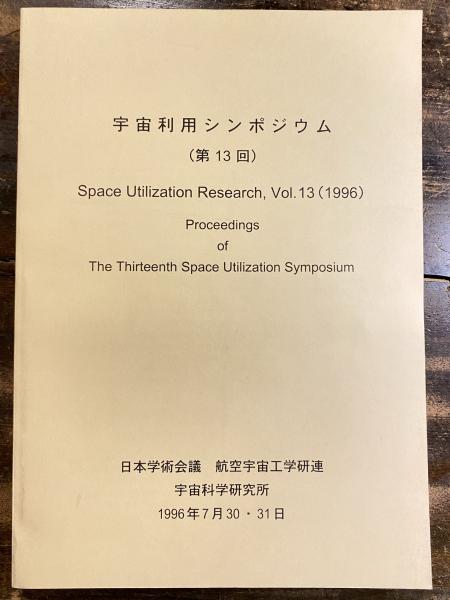 宇宙利用シンポジウム
（第 13 回）
Space Utilization Research, Vol.13（1996）
Proceedings
of
The Thirteenth Space Utilization Symposium
日本学術会議　航空宇宙工学研連
宇宙科学研究所
1996年7月30・31日